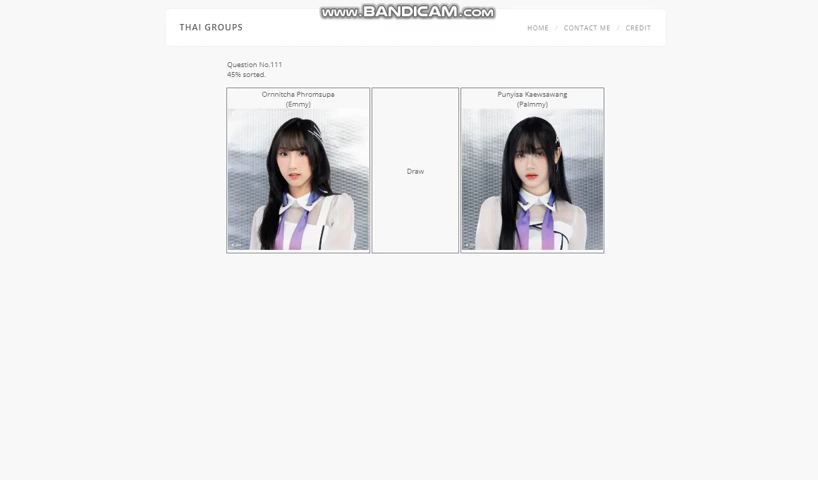 www.BANDICAM.com
THAI GROUPS
HOME / CONTACT ME / CREDIT
Question No.111
45% sorted.
Ornnitcha Phromsupa
(Emmy)
Draw
Punyisa Kaewsawang
(Palmmy)